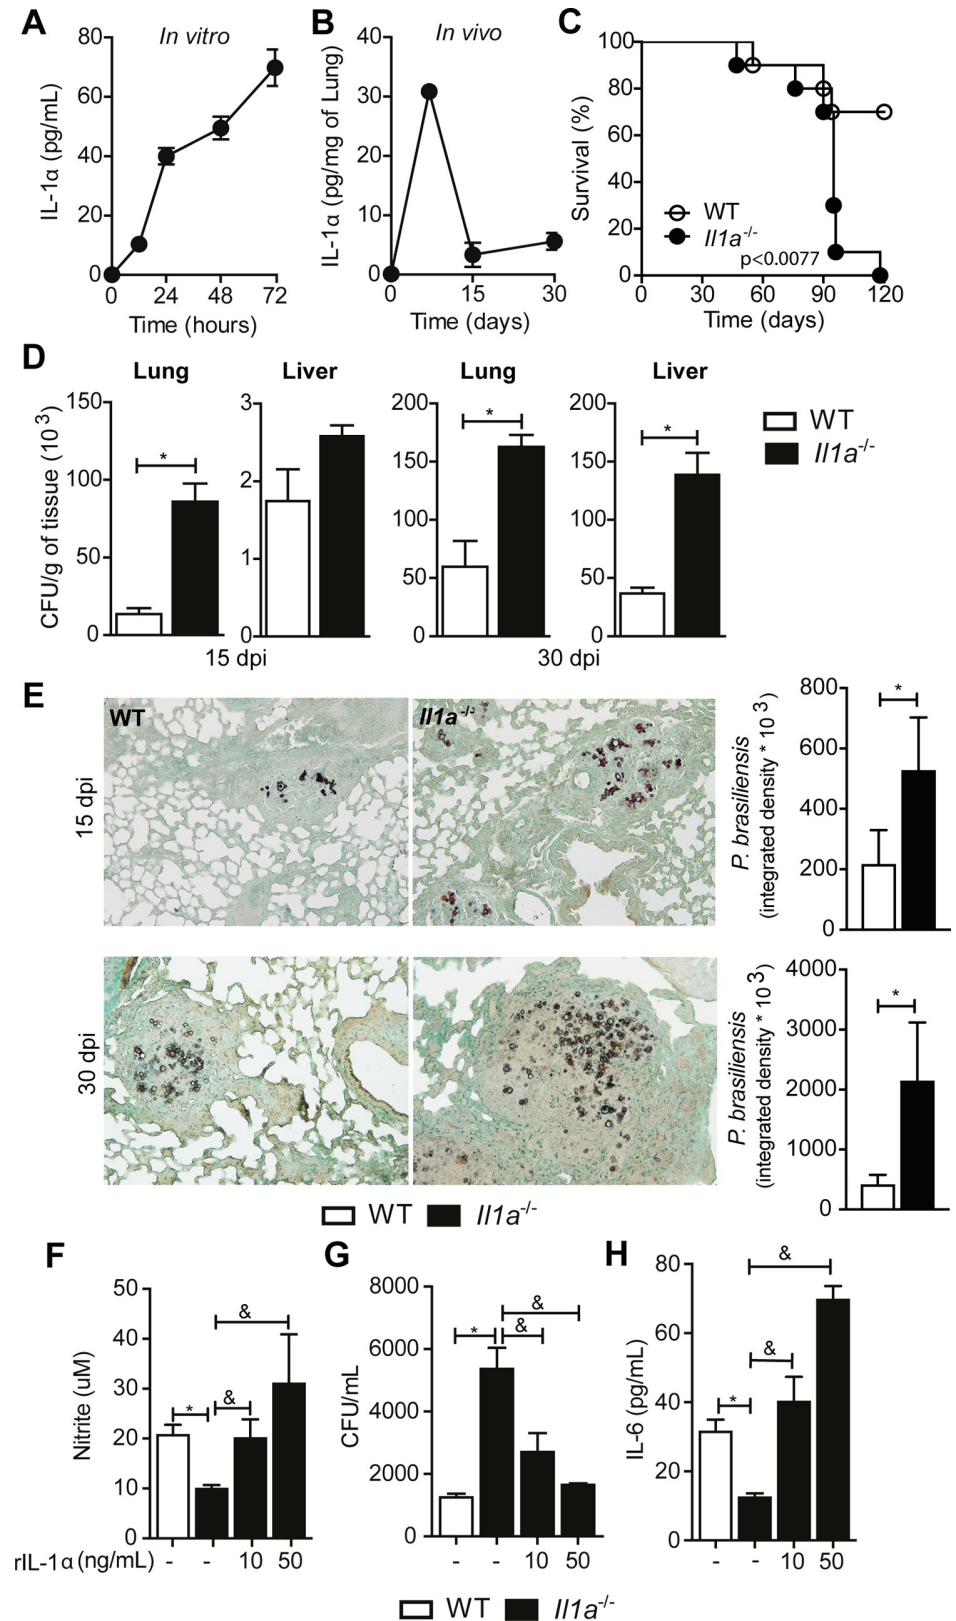 A
In vitro
IL-1α (pg/mL)
80
60
40
20
0
0 24 48 72
Time (hours)
B
In vivo
IL-1α (pg/mg of Lung)
40
30
20
10
0
0 15 30
Time (days)
C
Survival (%)
100
80
60
40
20
0
WT
Il1a-/-
p<0.0077
0 30 60 90 120
Time (days)
D
Lung Liver Lung Liver
CFU/g of tissue (10 3)
150
100
50
0
3
2
1
0
200
150
100
50
0
200
150
100
50
0
* * *
WT
Il1a-/-
15 dpi 30 dpi
E
WT Il1a-/-
15 dpi
P. brasiliensis
(integrated density * 10 3)
800
600
400
200
0
*
30 dpi
P. brasiliensis
(integrated density * 10 3)
4000
3000
2000
1000
0
*
WT Il1a-/-
F
Nitrite (uM)
50
40
30
20
10
0
&
* &
rIL-1α (ng/mL) - - 10 50
G
CFU/mL
8000
6000
4000
2000
0
&
* &
- - 10 50
H
IL-6 (pg/mL)
80
60
40
20
0
&
&
*
- - 10 50
WT Il1a-/-